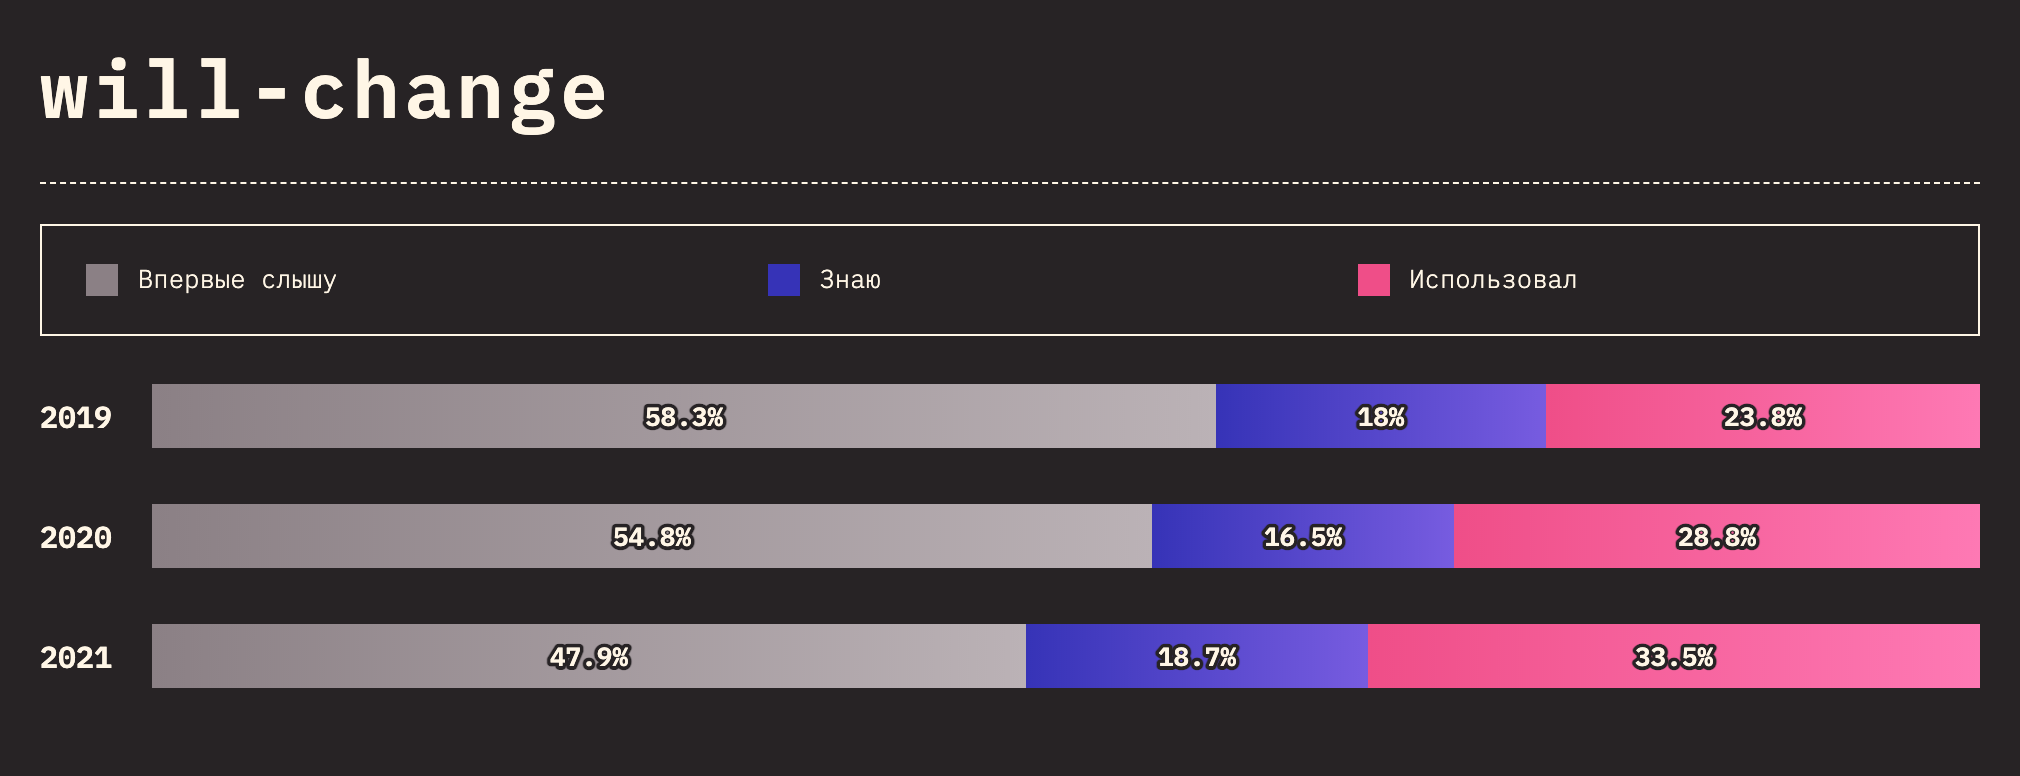 will-change
Впервые слышу Знаю Использовал
2019 58.3% 18% 23.8%
2020 54.8% 16.5% 28.8%
2021 47.9% 18.7% 33.5%